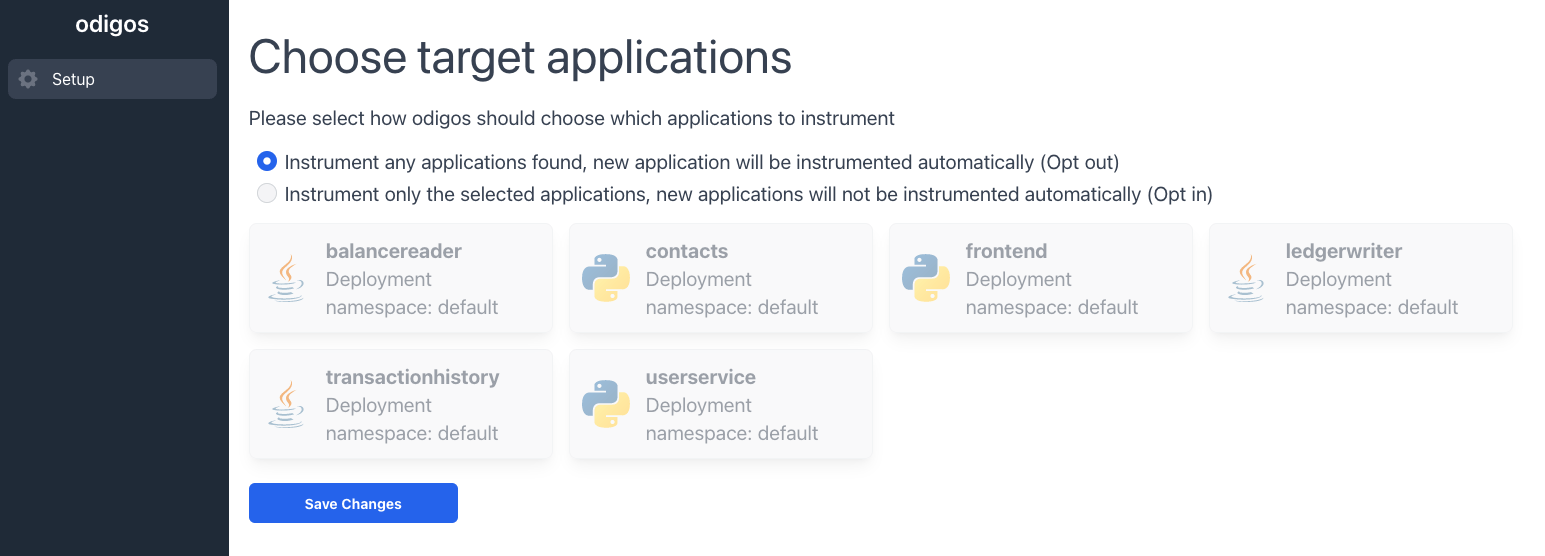 odigos
Setup
Choose target applications
Please select how odigos should choose which applications to instrument
Instrument any applications found, new application will be instrumented automatically (Opt out)
Instrument only the selected applications, new applications will not be instrumented automatically (Opt in)
balancereader
Deployment
namespace: default
contacts
Deployment
namespace: default
frontend
Deployment
namespace: default
ledgerwriter
Deployment
namespace: default
transactionhistory
Deployment
namespace: default
userservice
Deployment
namespace: default
Save Changes